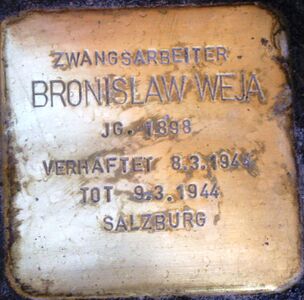 ZWANGSARBEITER
BRONISLAW WEJA
JG. 1898
VERHAFTET 8.3.1944
TOT 9.3.1944
SALZBURG